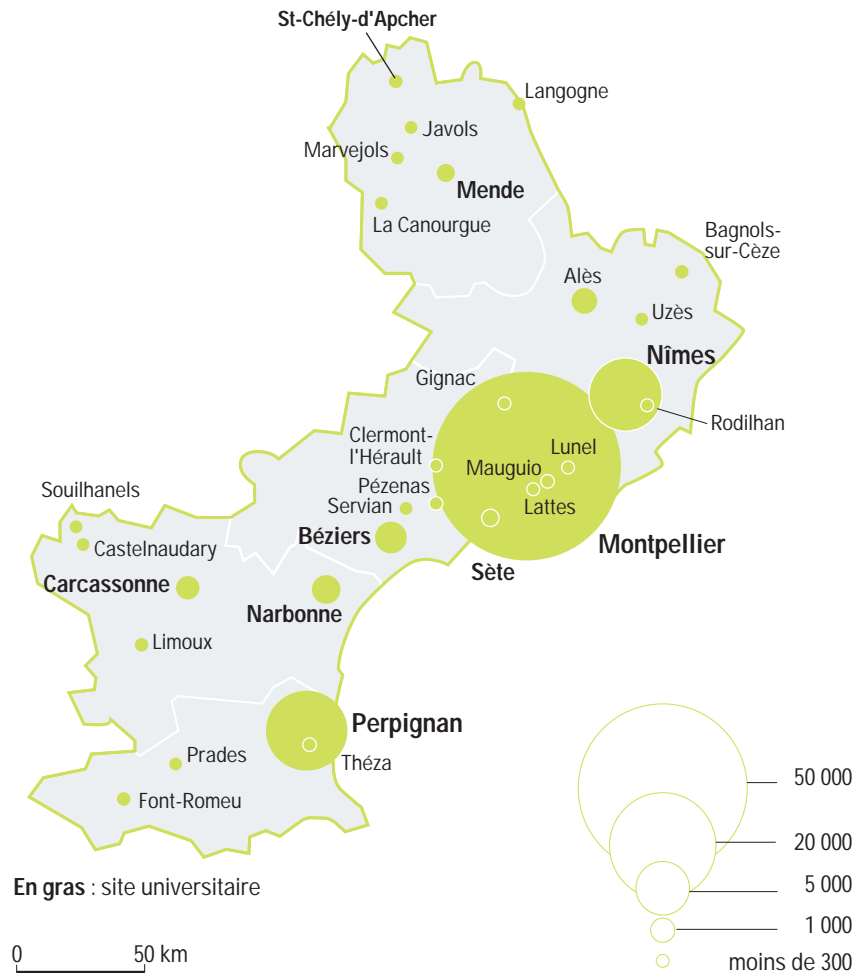 St-Chély-d'Apcher
Langogne
Javols
Marvejols
Mende
La Canourgue
Bagnols-
sur-Cèze
Alès
Uzès
Nîmes
Gignac
Rodilhan
Clermont-
l'Hérault
Lunel
Mauguio
Pézenas
Servian
Lattes
Souilhanels
Béziers
Montpellier
Castelnaudary
Sète
Carcassonne
Narbonne
Limoux
Perpignan
Prades
Théza
Font-Romeu
50 000
20 000
En gras : site universitaire
5 000
1 000
0 50 km
moins de 300